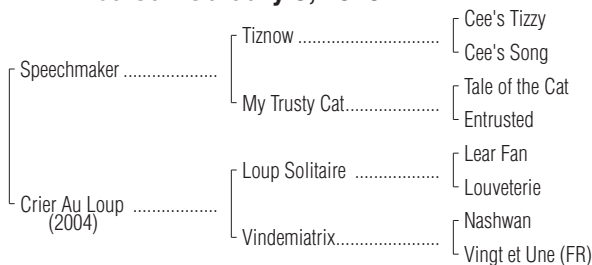 Cee's Tizzy
Tiznow ..........................................
Cee's Song
Speechmaker ....................
Tale of the Cat
My Trusty Cat....................
Entrusted
Lear Fan
Loup Solitaire ..................
Louveterie
Crier Au Loup ..................
(2004)
Nashwan
Vindemiatrix......................
Vingt et Une (FR)